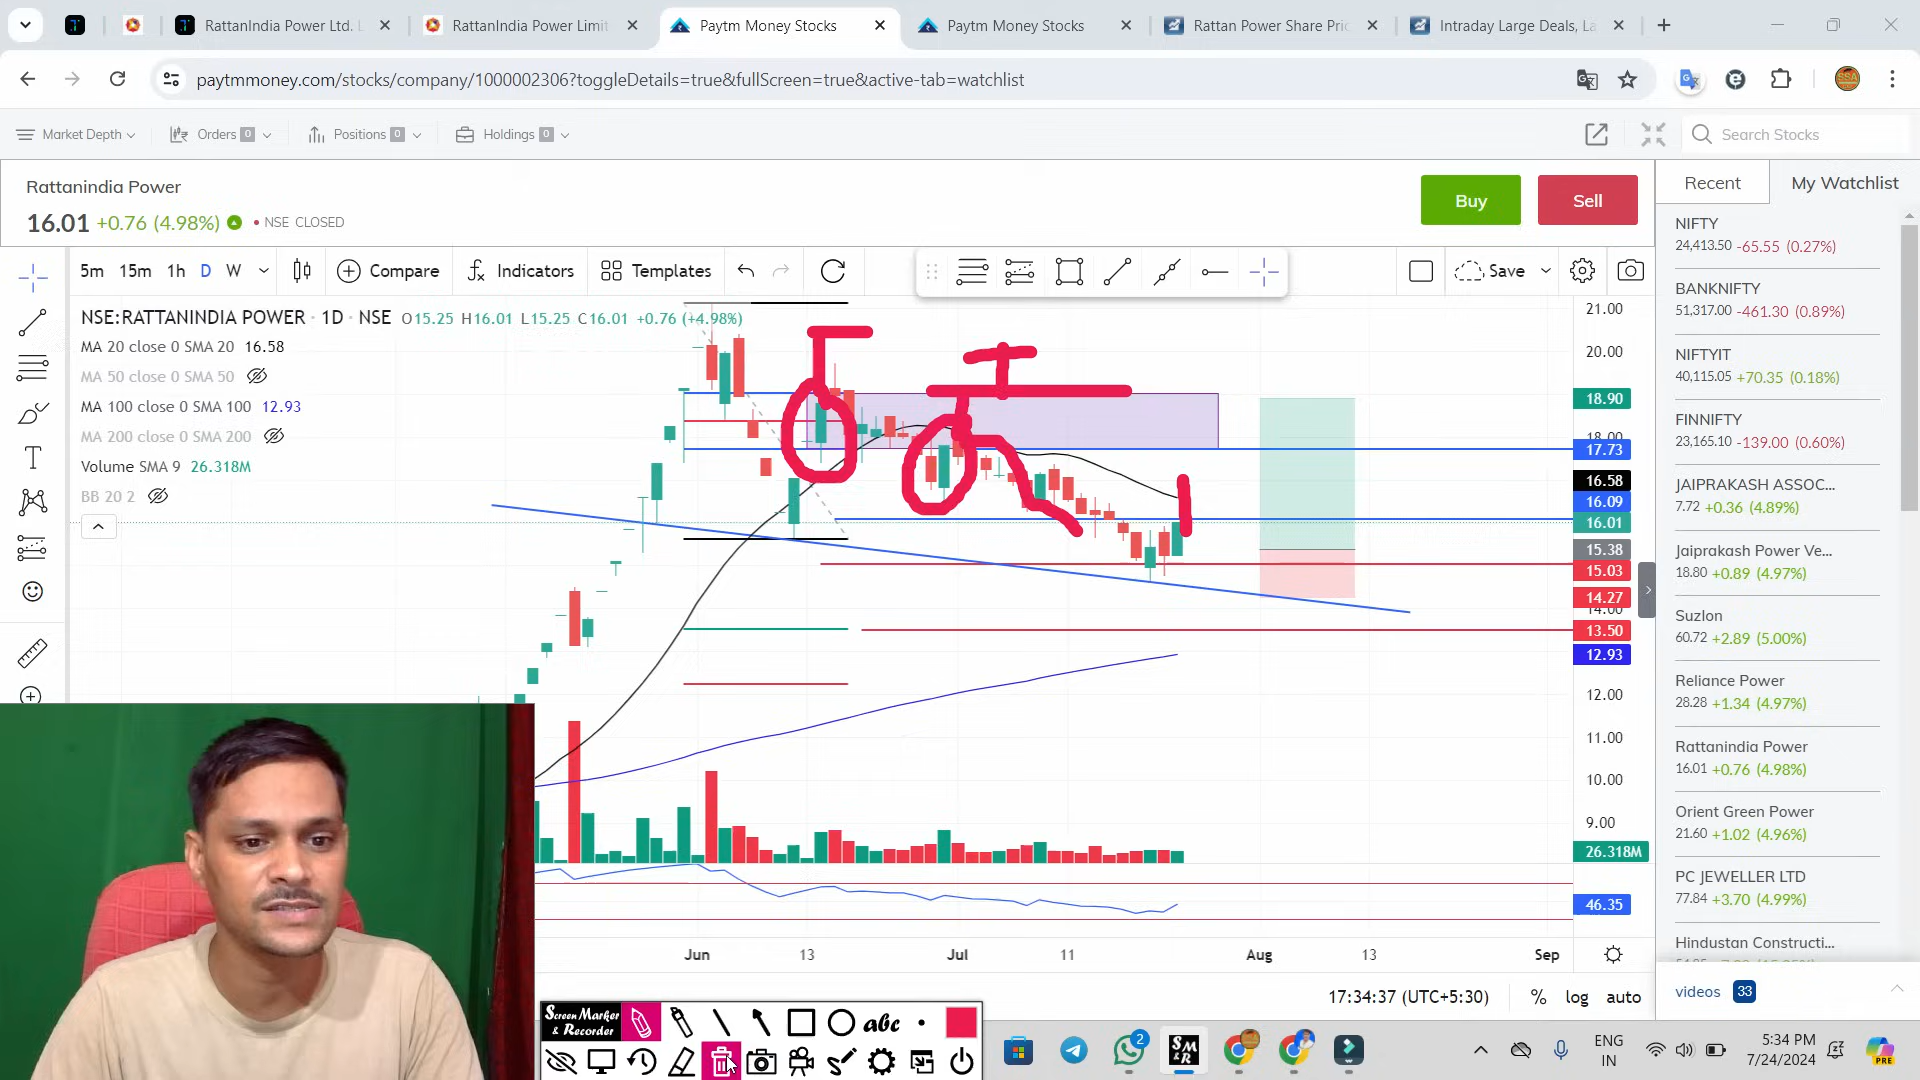 RattanIndia Power Ltd. L
RattanIndia Power Limit
Paytm Money Stocks
Paytm Money Stocks
Rattan Power Share Pric
Intraday Large Deals, La
paytmmoney.com/stocks/company/1000002306?toggleDetails=true&fullScreen=true&active-tab=watchlist
Market Depth
Orders 0
Positions 0
Holdings 0
Search Stocks
Rattanindia Power
16.01 +0.76 (4.98%)
NSE CLOSED
Buy
Sell
Recent
My Watchlist
5m 15m 1h D W
Compare
Indicators
Templates
Save
NSE:RATTANINDIA POWER · 1D · NSE O15.25 H16.01 L15.25 C16.01 +0.76 (+4.98%)
MA 20 close 0 SMA 20 16.58
MA 50 close 0 SMA 50
MA 100 close 0 SMA 100 12.93
MA 200 close 0 SMA 200
Volume SMA 9 26.318M
BB 20 2
21.00
20.00
18.90
18.00
17.73
16.58
16.09
16.01
15.38
15.03
14.27
14.00
13.50
12.93
12.00
11.00
10.00
9.00
26.318M
46.35
Jun 13 Jul 11 Aug 13 Sep
17:34:37 (UTC+5:30) % log auto
NIFTY
24,413.50 -65.55 (0.27%)
BANKNIFTY
51,317.00 -461.30 (0.89%)
NIFTYIT
40,115.05 +70.35 (0.18%)
FINNIFTY
23,165.10 -139.00 (0.60%)
JAIPRAKASH ASSOC...
7.72 +0.36 (4.89%)
Jaiprakash Power Ve...
18.80 +0.89 (4.97%)
Suzlon
60.72 +2.89 (5.00%)
Reliance Power
28.28 +1.34 (4.97%)
Rattanindia Power
16.01 +0.76 (4.98%)
Orient Green Power
21.60 +1.02 (4.96%)
PC JEWELLER LTD
77.84 +3.70 (4.99%)
Hindustan Constructi...
videos 33
Screen Marker
& Recorder
abc
2
SM
&R
ENG
IN
5:34 PM
7/24/2024
PRE
SSA